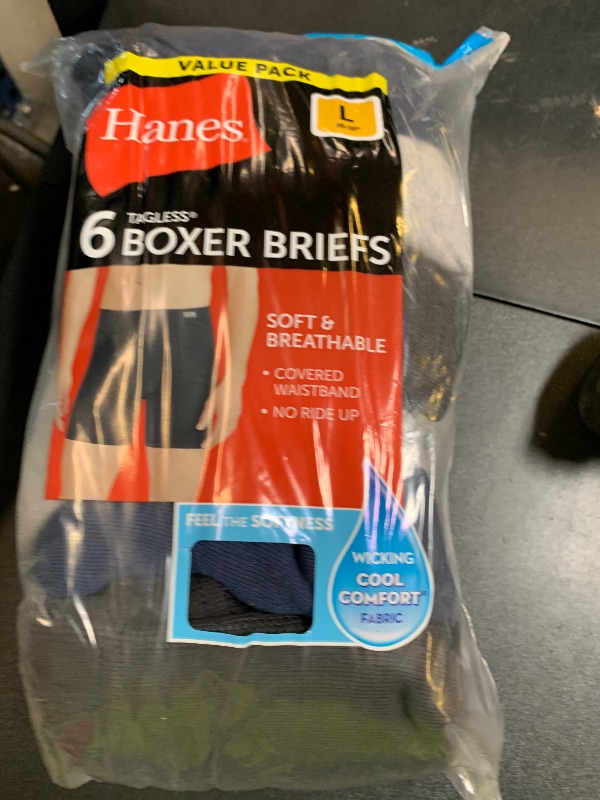 VALUE PACK
Hanes
L
6 TAGLESS®
BOXER BRIEFS
SOFT &
BREATHABLE
• COVERED
WAISTBAND
• NO RIDE UP
FEEL THE SOFTNESS
WICKING
COOL
COMFORT
FABRIC